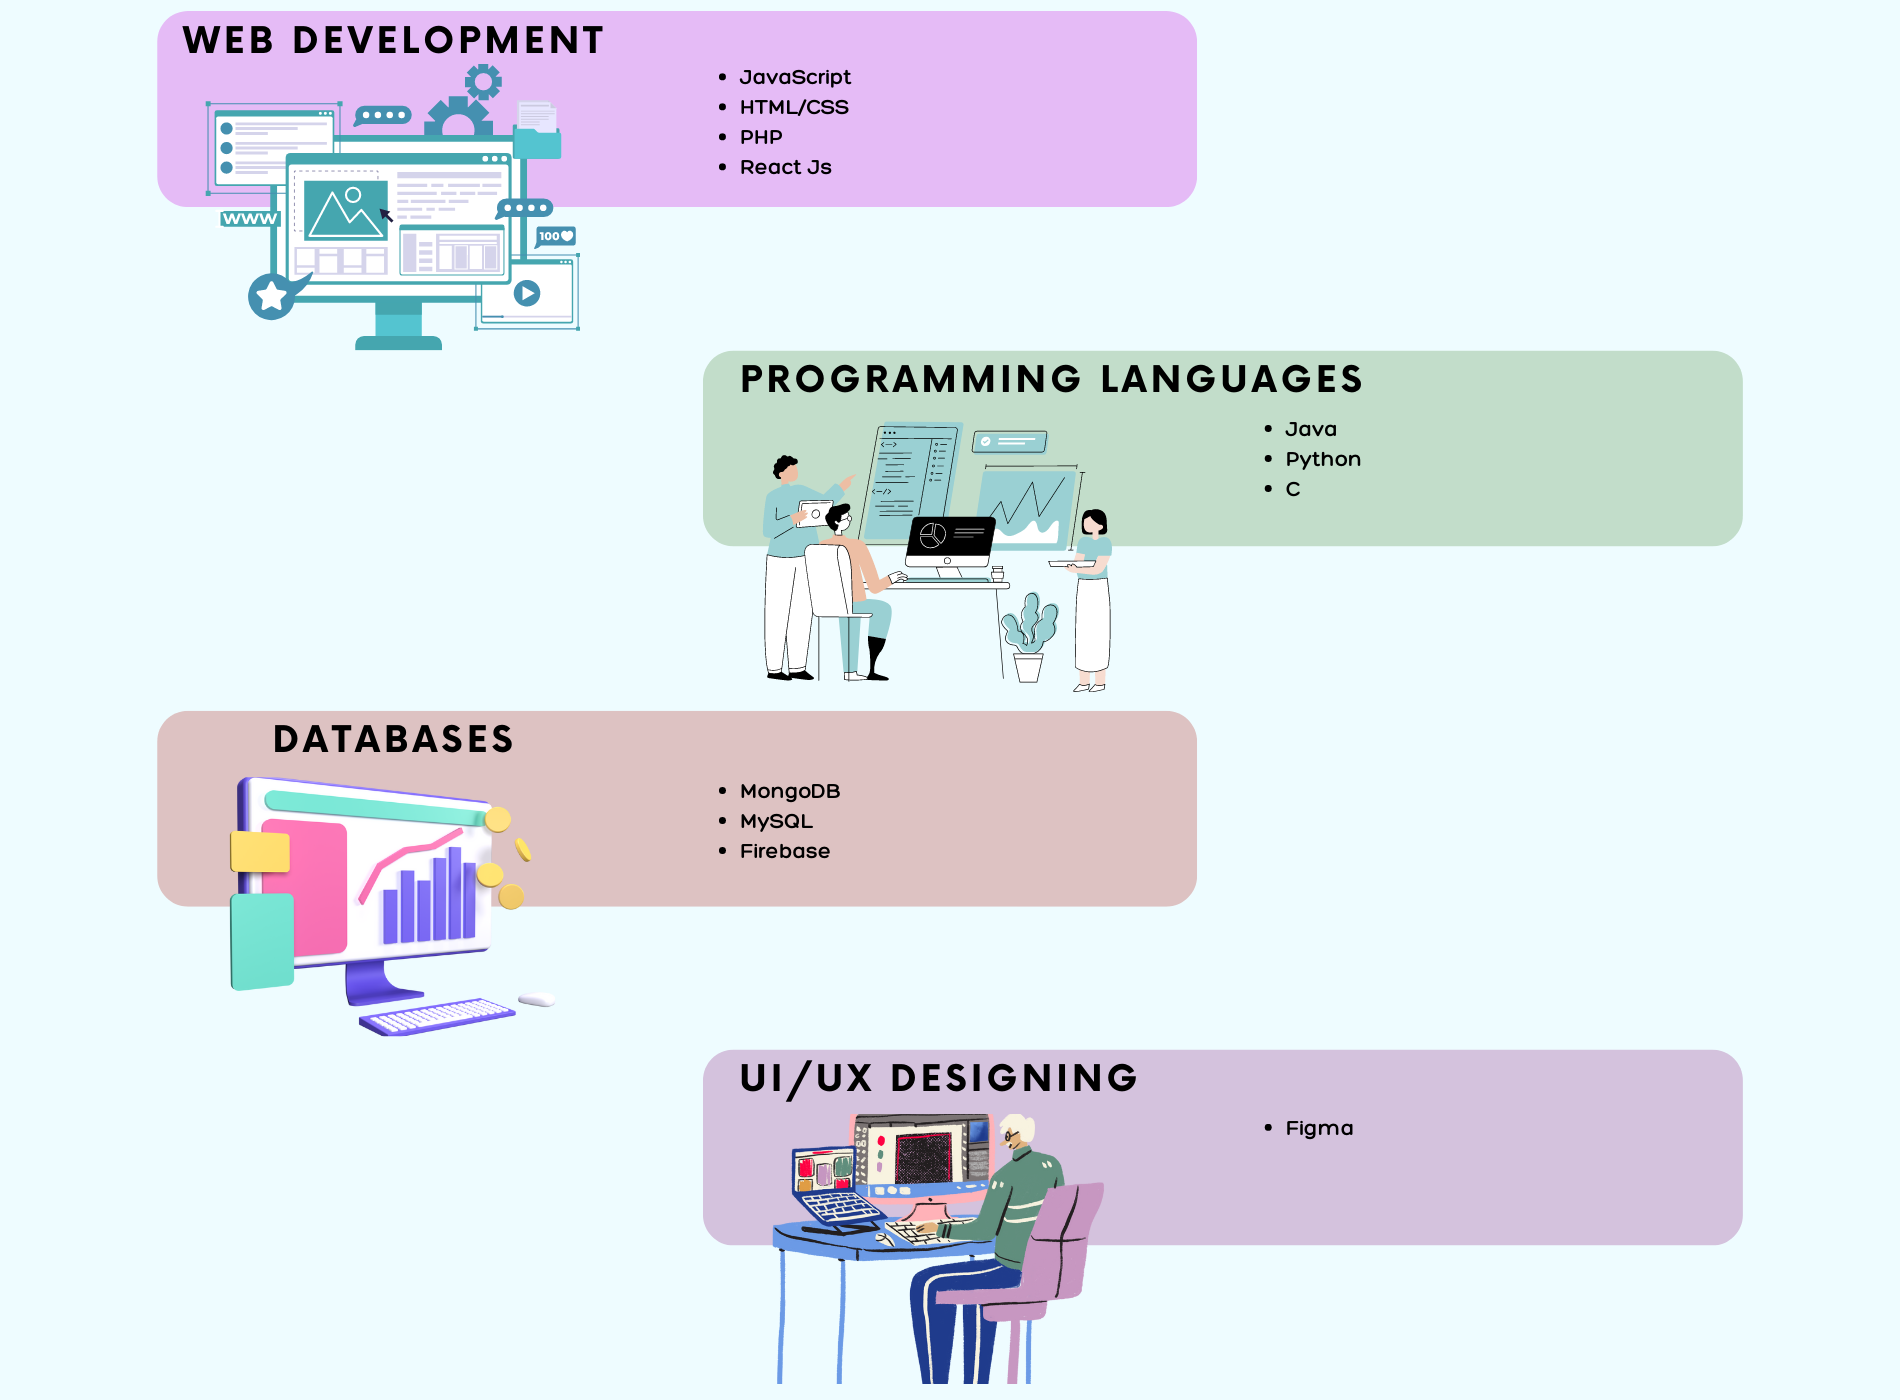 WEB DEVELOPMENT
• JavaScript
• HTML/CSS
• PHP
• React Js
WWW
100
PROGRAMMING LANGUAGES
• Java
• Python
• C
<-->
<-/>
DATABASES
• MongoDB
• MySQL
• Firebase
UI/UX DESIGNING
• Figma